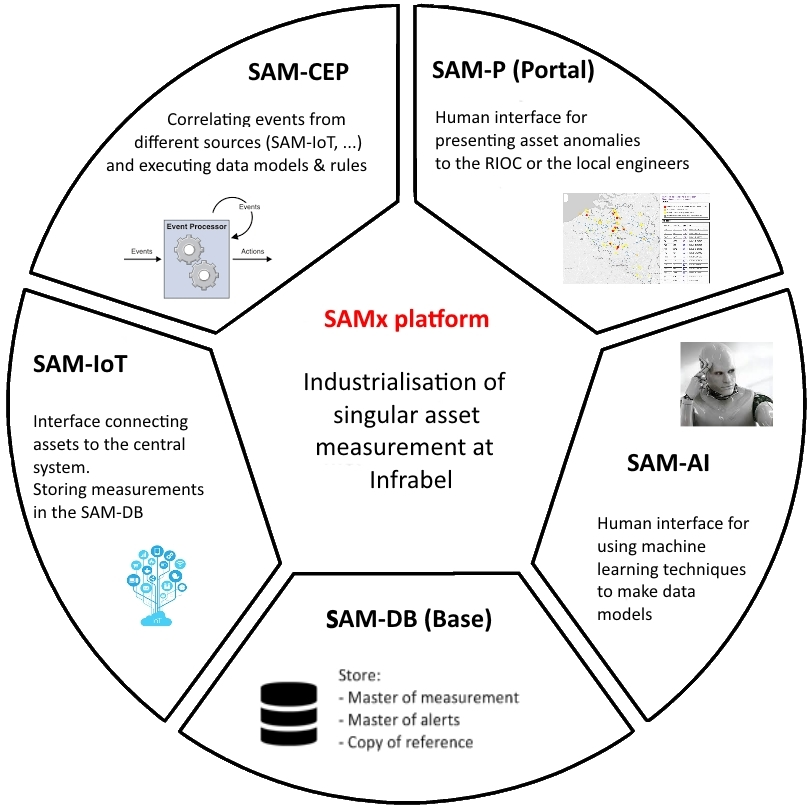 SAM-CEP
Correlating events from
different sources (SAM-IoT, ...)
and executing data models & rules
Events
Event Processor
Events
Actions
SAM-P (Portal)
Human interface for
presenting asset anomalies
to the RIOC or the local engineers
SAMx platform
Industrialisation of
singular asset
measurement at
Infrabel
SAM-IoT
Interface connecting
assets to the central
system.
Storing measurements
in the SAM-DB
IoT
SAM-AI
Human interface for
using machine
learning techniques
to make data
models
SAM-DB (Base)
Store:
- Master of measurement
- Master of alerts
- Copy of reference